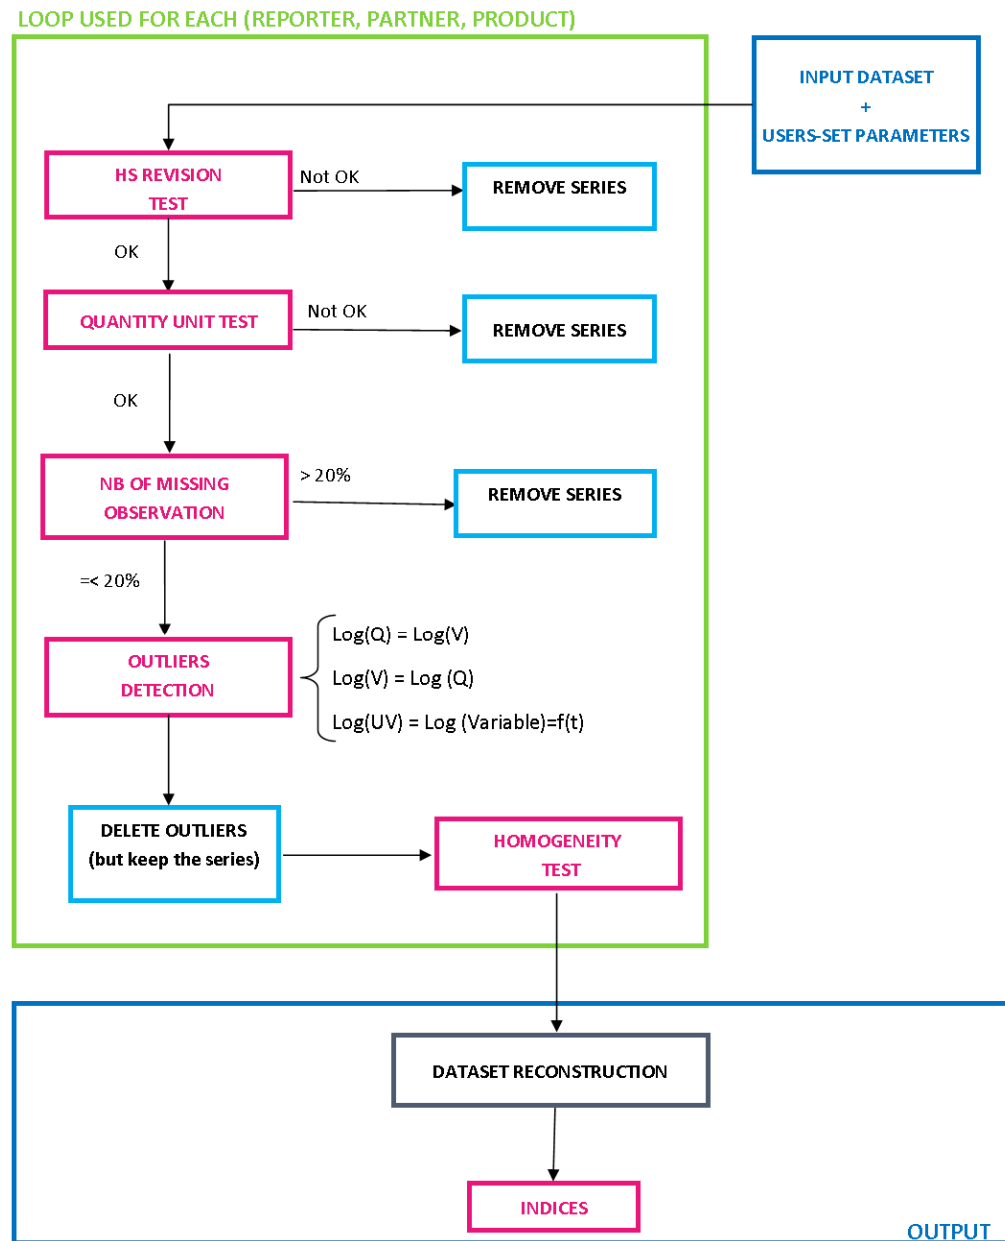 LOOP USED FOR EACH (REPORTER, PARTNER, PRODUCT)
INPUT DATASET
+
USERS-SET PARAMETERS
HS REVISION
TEST
Not OK
REMOVE SERIES
OK
QUANTITY UNIT TEST
Not OK
REMOVE SERIES
OK
NB OF MISSING
OBSERVATION
> 20%
REMOVE SERIES
=< 20%
OUTLIERS
DETECTION
Log(Q) = Log(V)
Log(V) = Log (Q)
Log(UV) = Log (Variable)=f(t)
DELETE OUTLIERS
(but keep the series)
HOMOGENEITY
TEST
DATASET RECONSTRUCTION
INDICES
OUTPUT